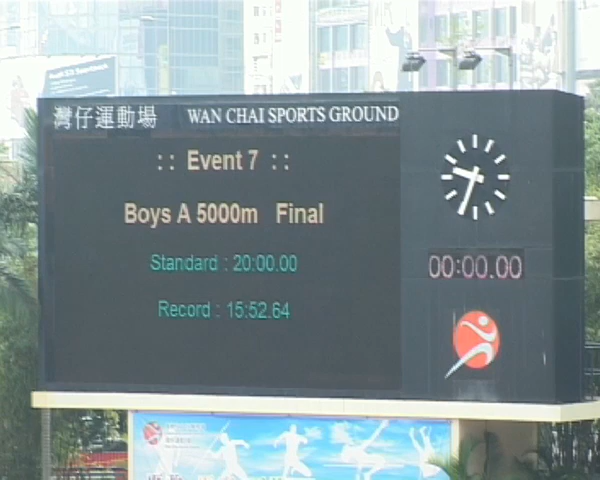 灣仔運動場 WAN CHAI SPORTS GROUND
:: Event 7 ::
Boys A 5000m Final
Standard : 20:00.00
Record : 15:52.64
00:00.00